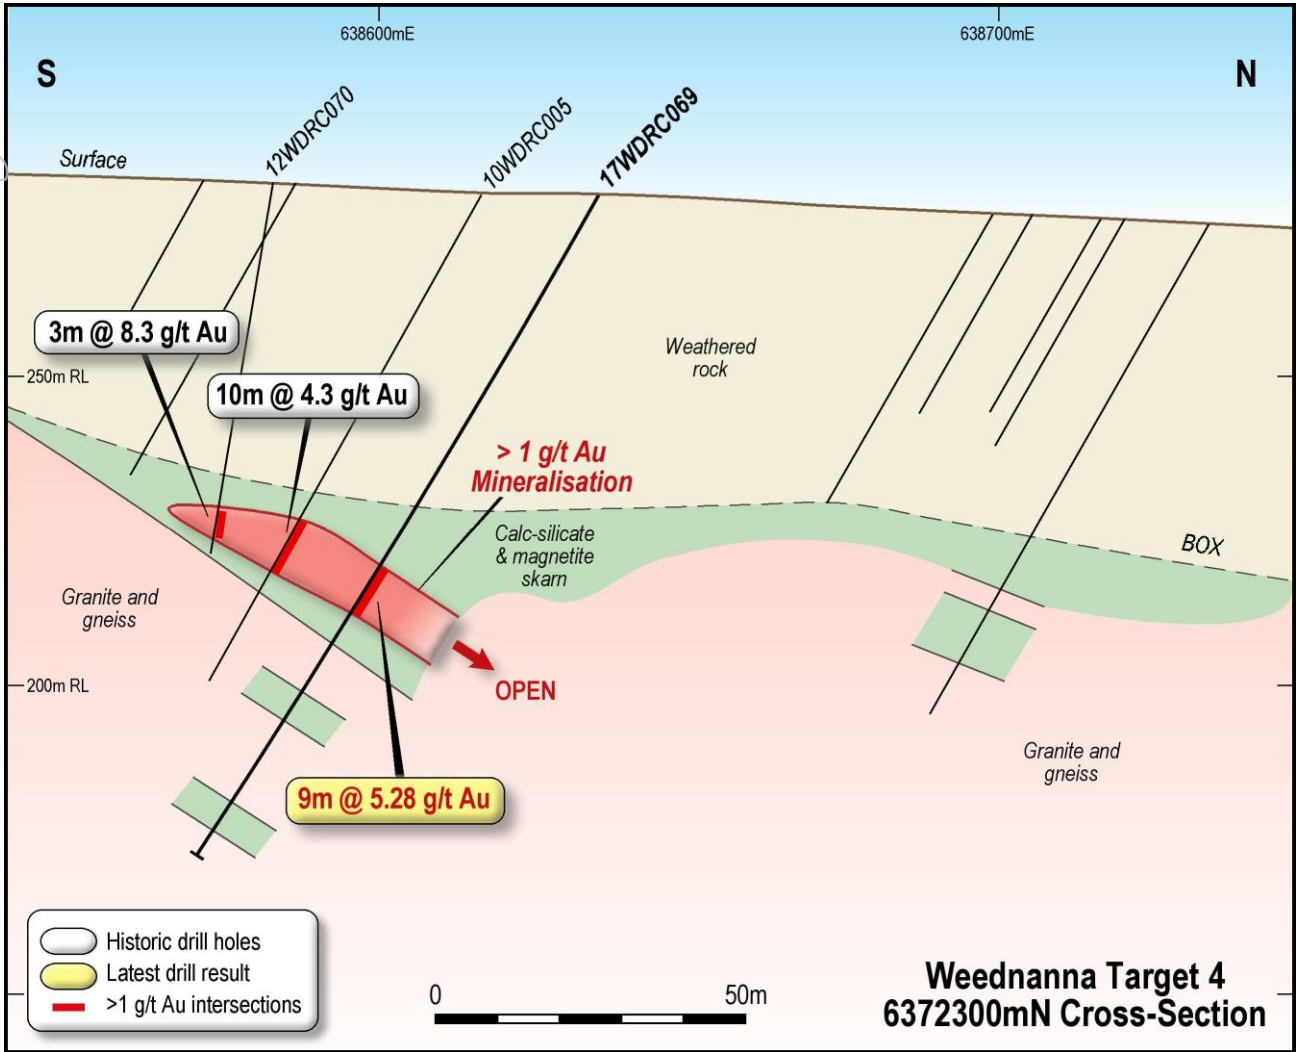 638600mE
638700mE
S
N
12WDRC070
10WDRC005
17WDRC069
Surface
3m @ 8.3 g/t Au
Weathered
rock
250m RL
10m @ 4.3 g/t Au
> 1 g/t Au
Mineralisation
Calc-silicate
& magnetite
skarn
BOX
Granite and
gneiss
200m RL
OPEN
Granite and
gneiss
9m @ 5.28 g/t Au
Historic drill holes
Latest drill result
>1 g/t Au intersections
0
50m
Weednanna Target 4
6372300mN Cross-Section